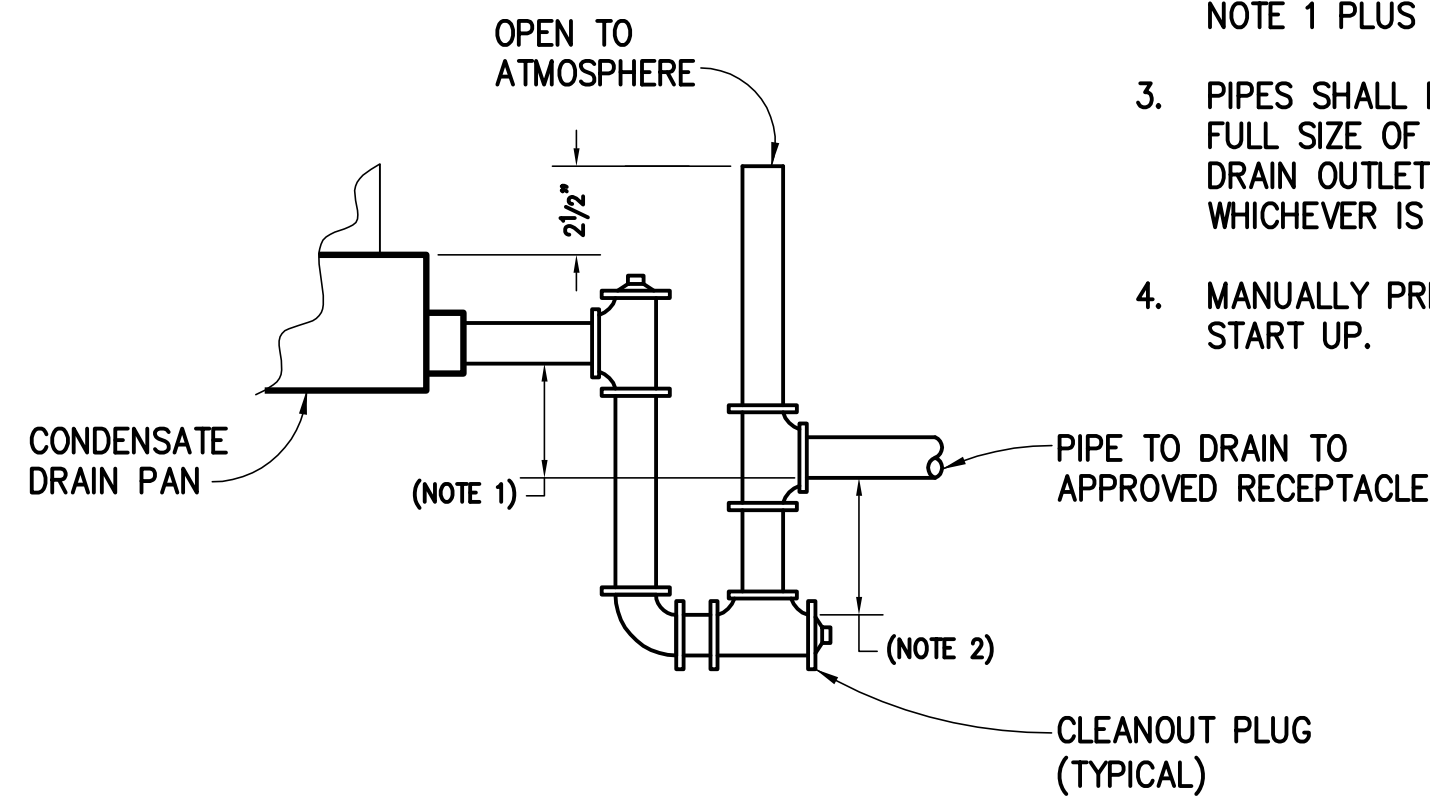 OPEN TO
ATMOSPHERE
2½"
CONDENSATE
DRAIN PAN
(NOTE 1)
(NOTE 2)
PIPE TO DRAIN TO
APPROVED RECEPTACLE
CLEANOUT PLUG
(TYPICAL)
NOTE 1 PLUS
3. PIPES SHALL
FULL SIZE OF
DRAIN OUTLET
WHICHEVER IS
4. MANUALLY
START UP.